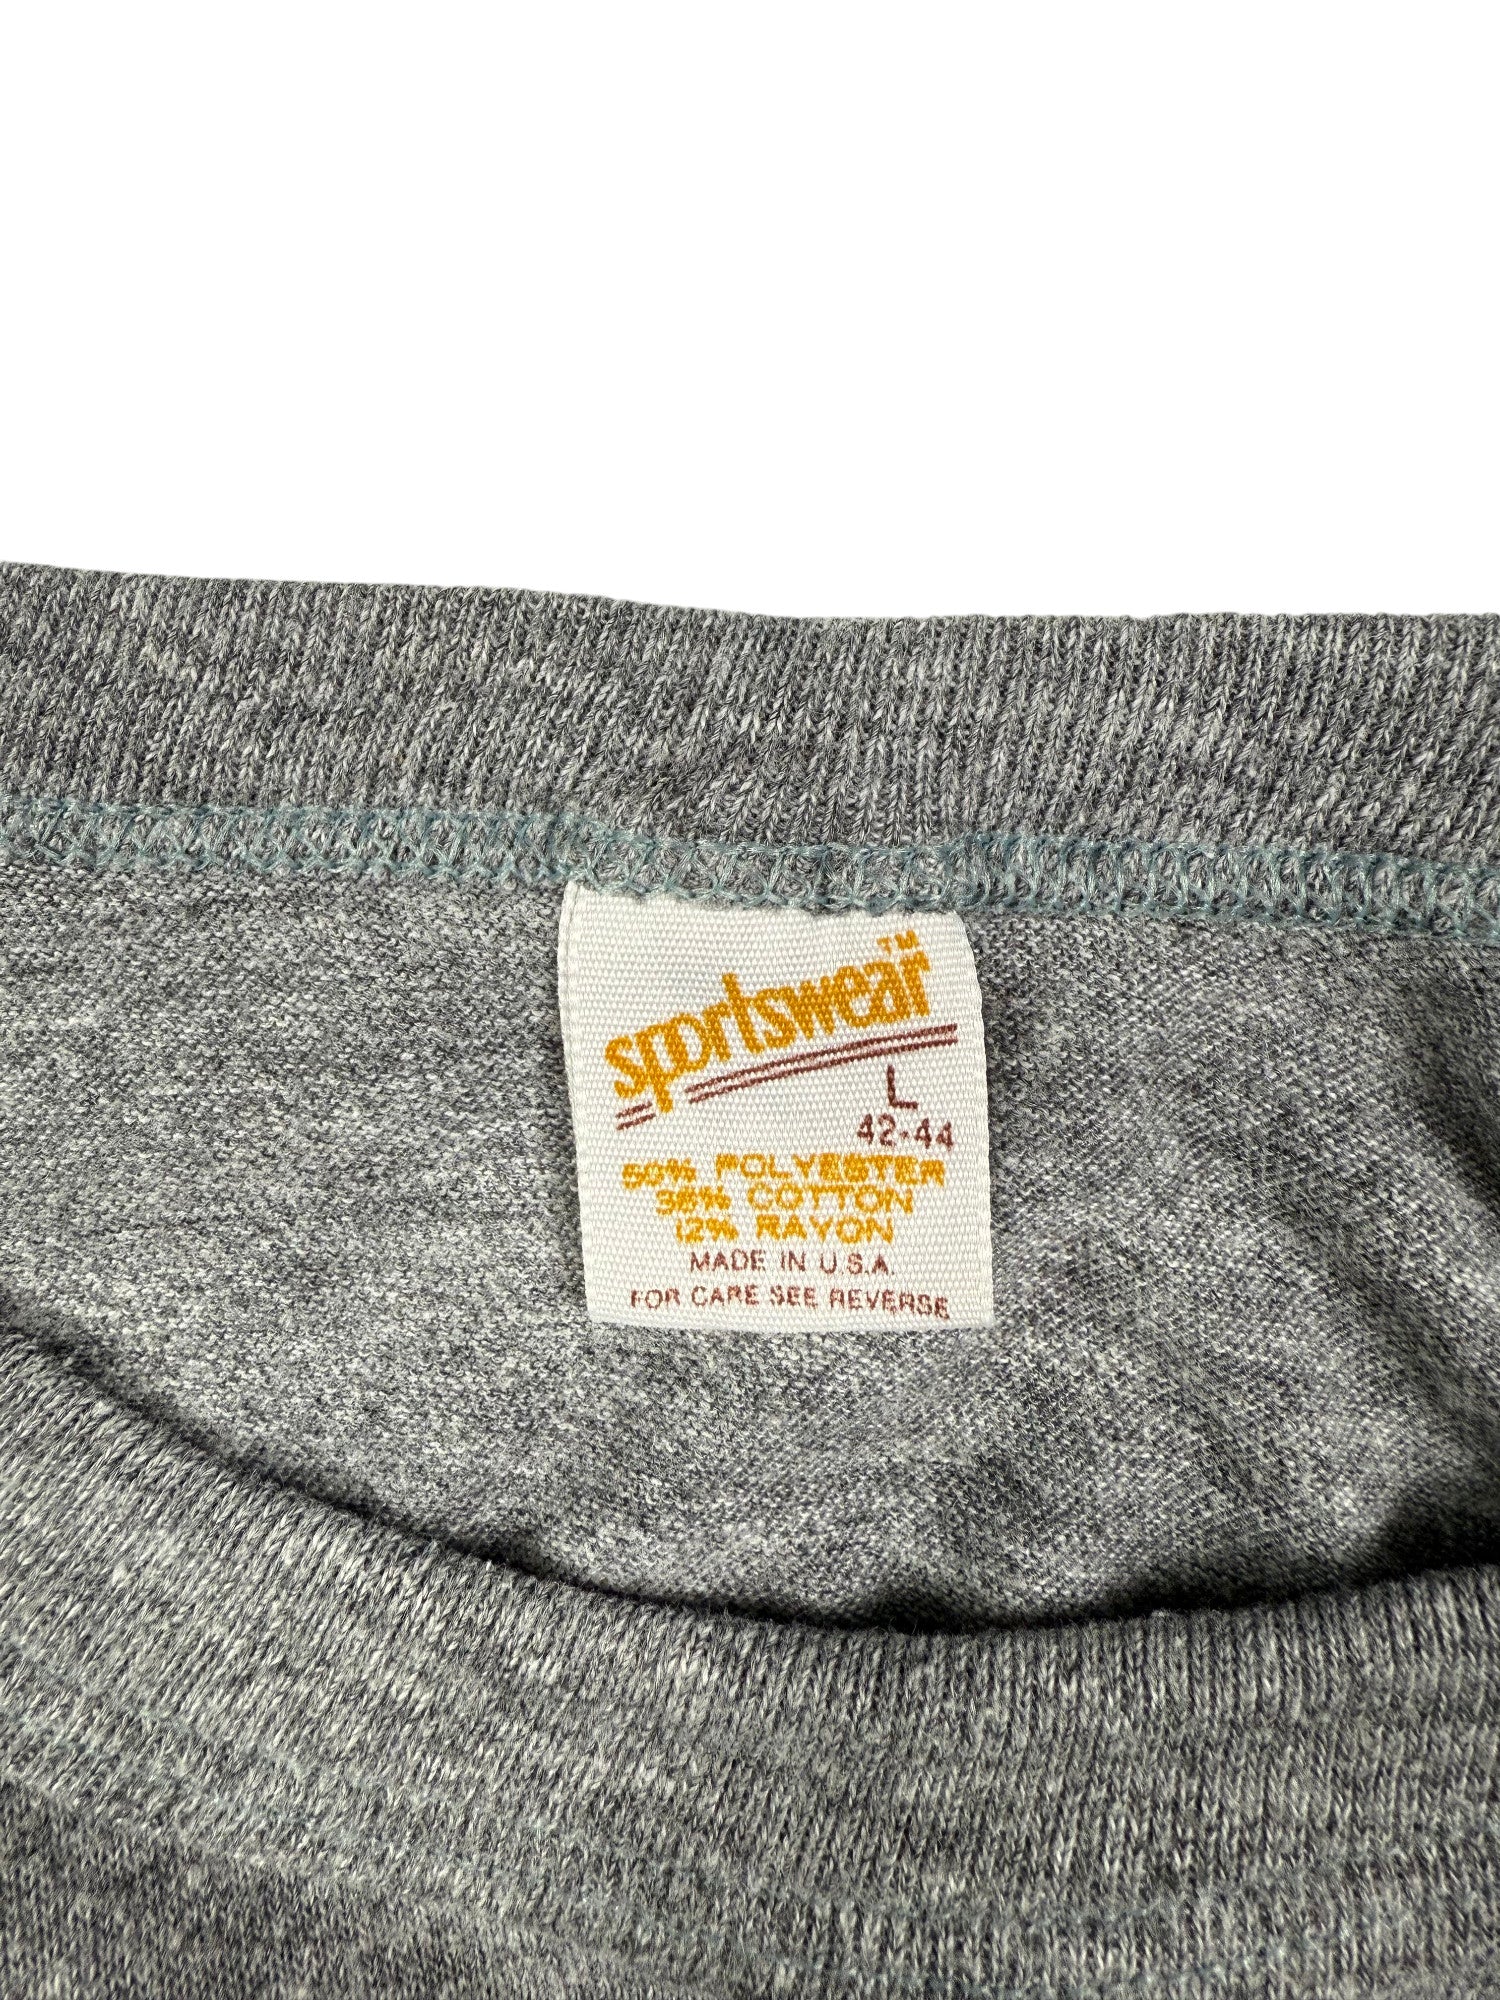 sportswear™
L
42-44
50% POLYESTER
38% COTTON
12% RAYON
MADE IN U.S.A.
FOR CARE SEE REVERSE